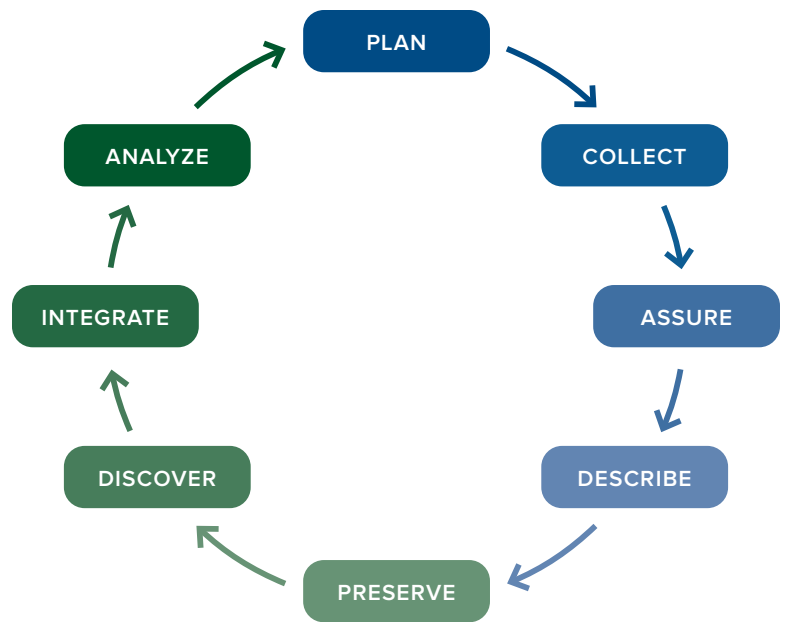 PLAN
COLLECT
ASSURE
DESCRIBE
PRESERVE
DISCOVER
INTEGRATE
ANALYZE